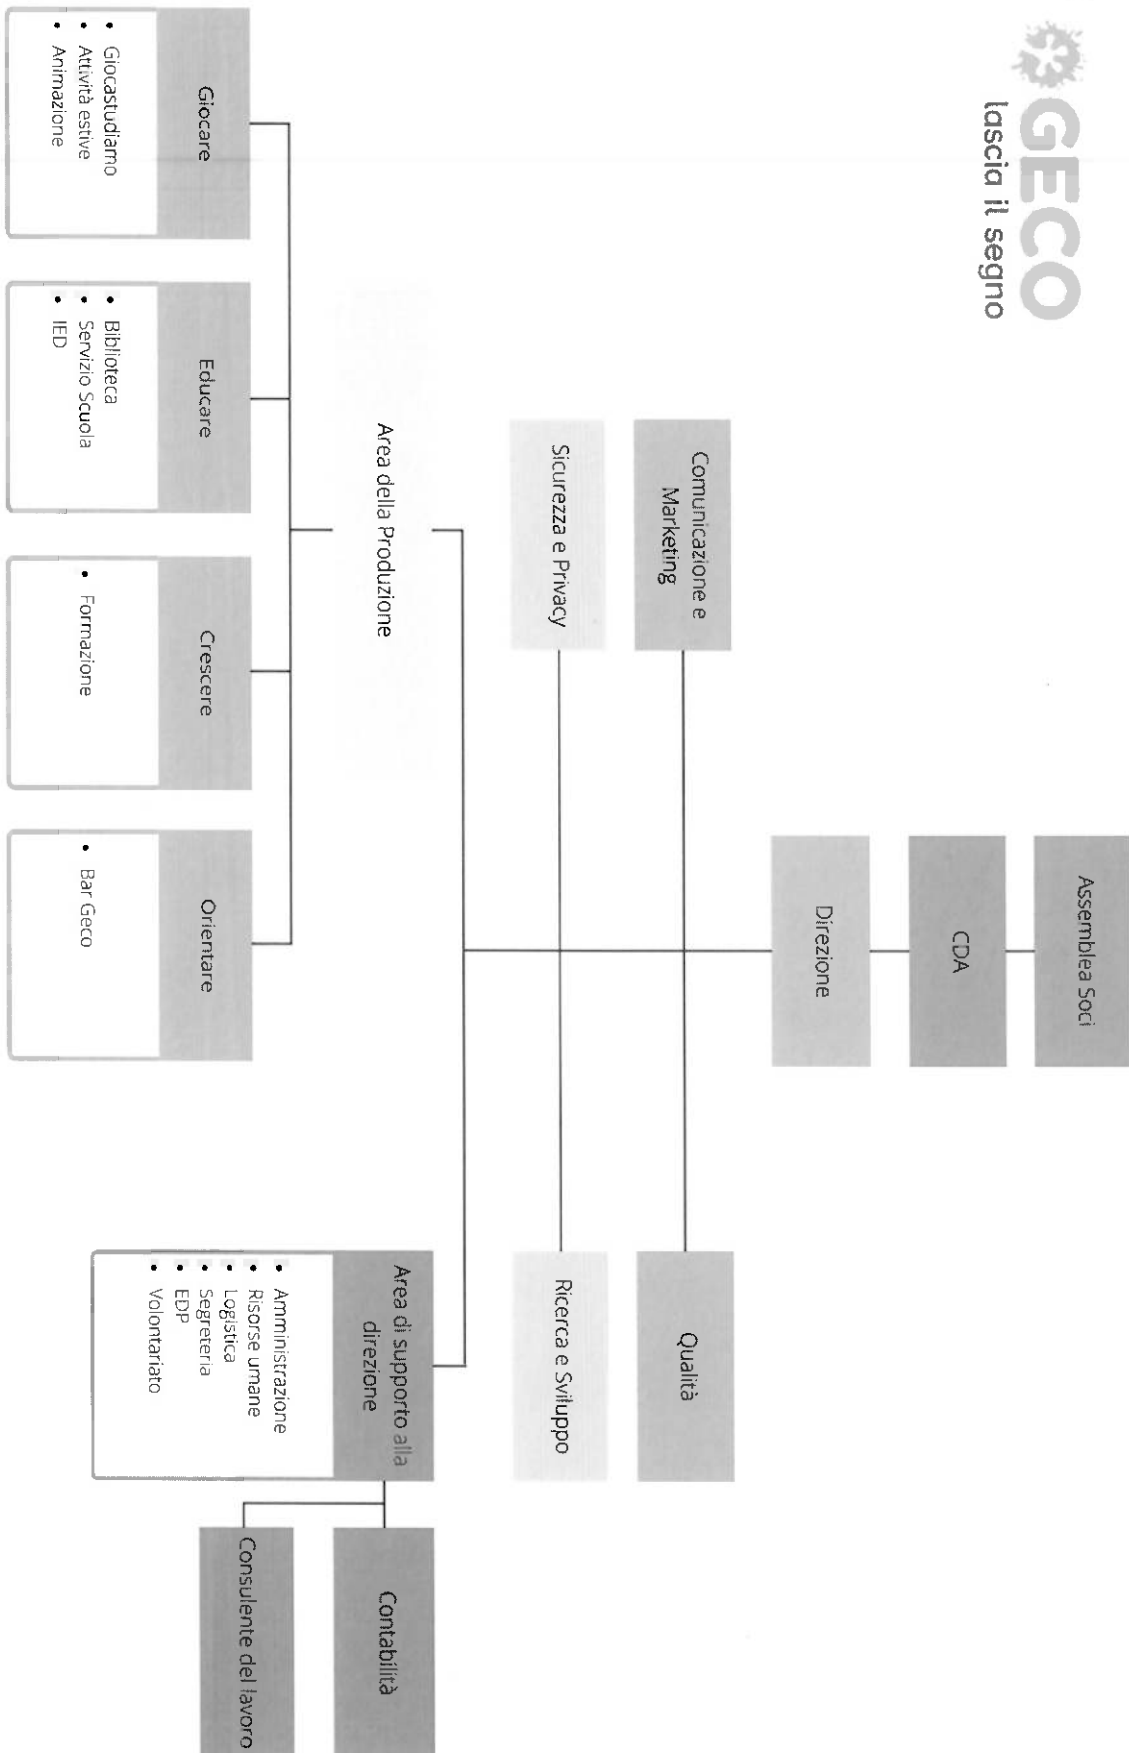 GECO
lascia il segno
Assemblea Soci
CDA
Direzione
Comunicazione e
Marketing
Qualità
Sicurezza e Privacy
Ricerca e Sviluppo
Area della Produzione
Area di supporto alla
direzione
• Amministrazione
• Risorse umane
• Logistica
• Segreteria
• EDP
• Volontariato
Contabilità
Consulente del lavoro
Giocare
• Giocastudiamo
• Attività estive
• Animazione
Educare
• Biblioteca
• Servizio Scuola
• IED
Crescere
• Formazione
Orientare
• Bar Geco